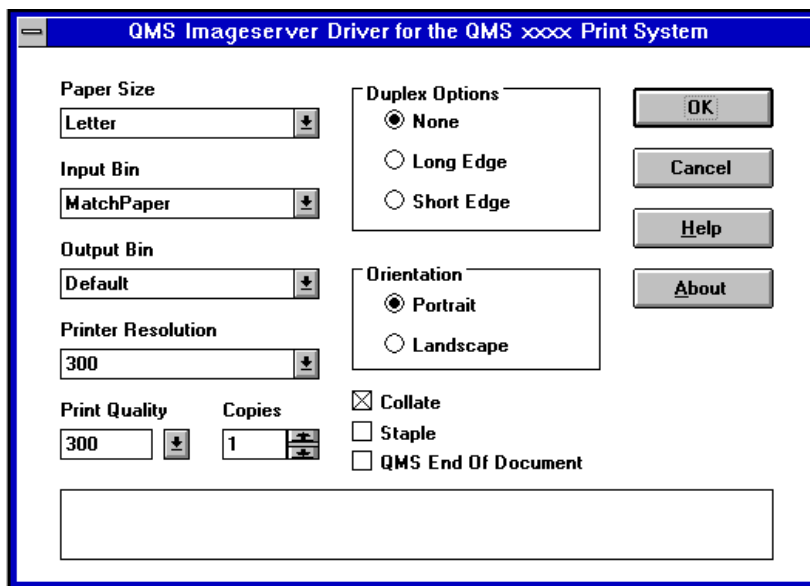 QMS Imageserver Driver for the QMS xxxx Print System
Paper Size
Letter
Input Bin
MatchPaper
Output Bin
Default
Printer Resolution
300
Print Quality
300
Copies
1
Duplex Options
None
Long Edge
Short Edge
Orientation
Portrait
Landscape
Collate
Staple
QMS End Of Document
OK
Cancel
Help
About